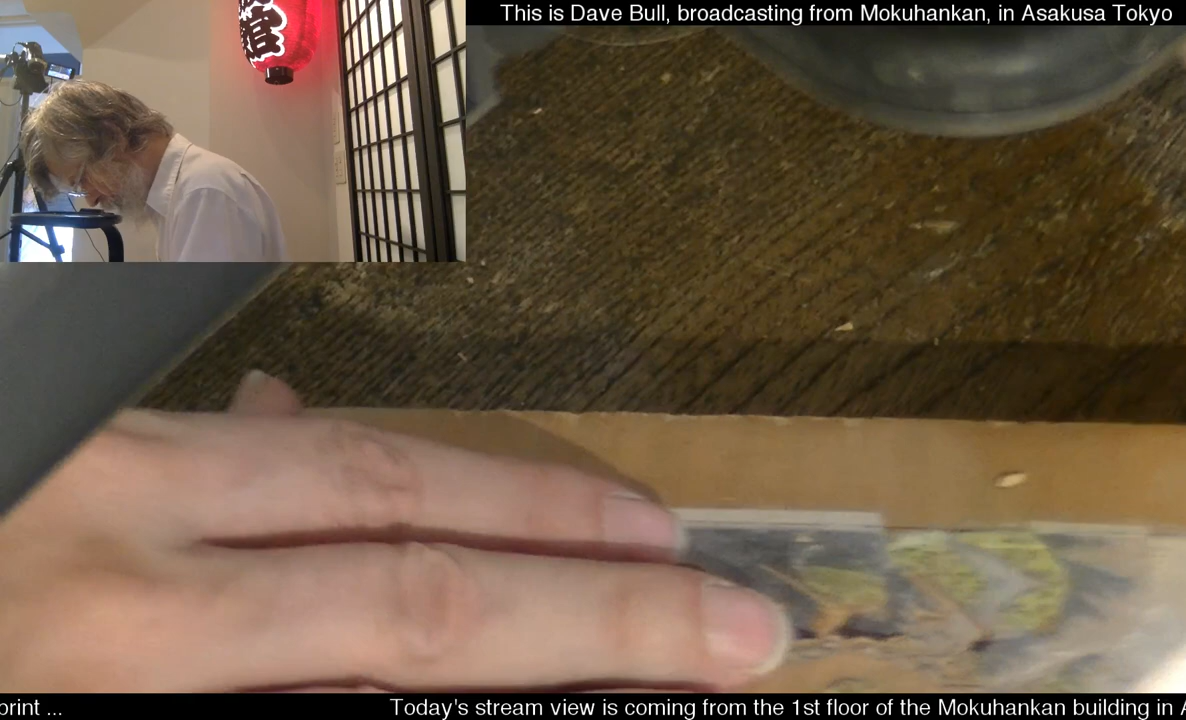 This is Dave Bull, broadcasting from Mokuhankan, in Asakusa Tokyo
館
print ... Today's stream view is coming from the 1st floor of the Mokuhankan building in A